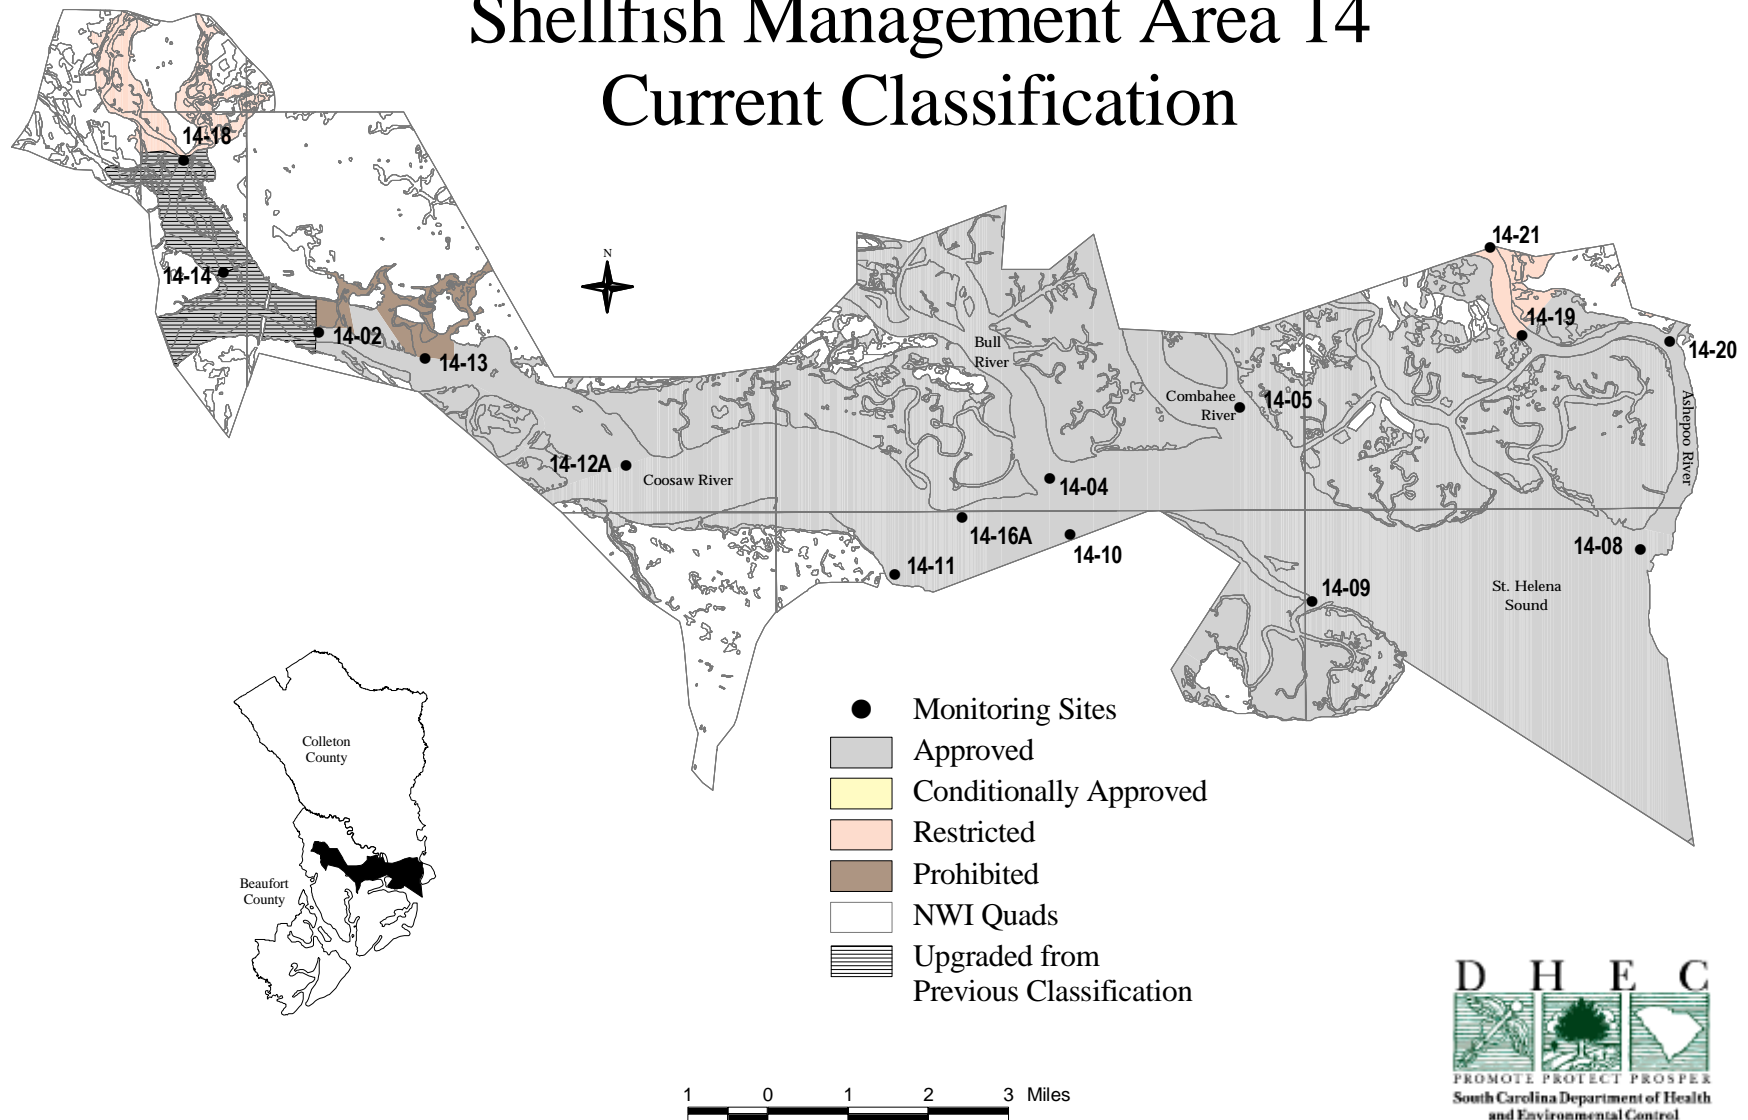 Shellfish Management Area 14
Current Classification
14-18
14-14
14-02
14-13
N
14-21
14-19
14-20
Bull
River
Combahee
River
14-05
Ashepoo River
14-12A
Coosaw River
14-04
14-16A
14-10
14-11
14-08
14-09
St. Helena
Sound
Colleton
County
Beaufort
County
Monitoring Sites
Approved
Conditionally Approved
Restricted
Prohibited
NWI Quads
Upgraded from
Previous Classification
1 0 1 2 3 Miles
D H E C
PROMOTE PROTECT PROSPER
South Carolina Department of Health
and Environmental Control